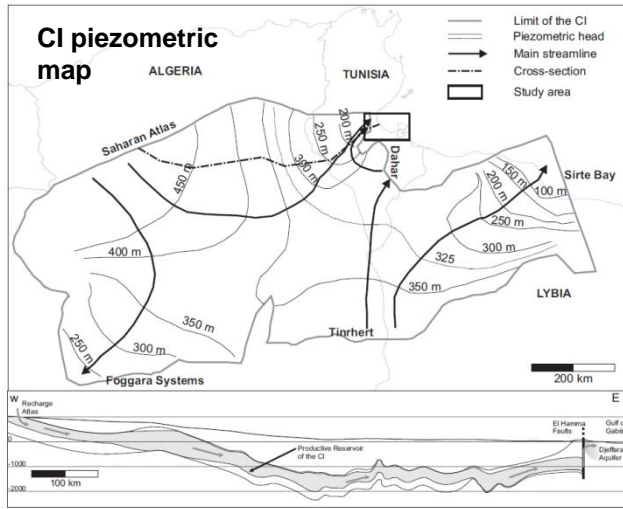 CI piezometric
map
ALGERIA
TUNISIA
Limit of the CI
Piezometric head
Main streamline
Cross-section
Study area
Saharan Atlas
200 m
250 m
300 m
450 m
Dahar
150 m
200 m
100 m
Sirte Bay
250 m
400 m
300 m
325
350 m
LYBIA
350 m
300 m
250 m
Tinrhert
Foggara Systems
200 km
W
E
Recharge
Atlas
El Hamma
Faults
Gulf o
Gabè
Productive Reservoir
of the CI
Djeffara
Aquifer
0
-1000
-2000
100 km